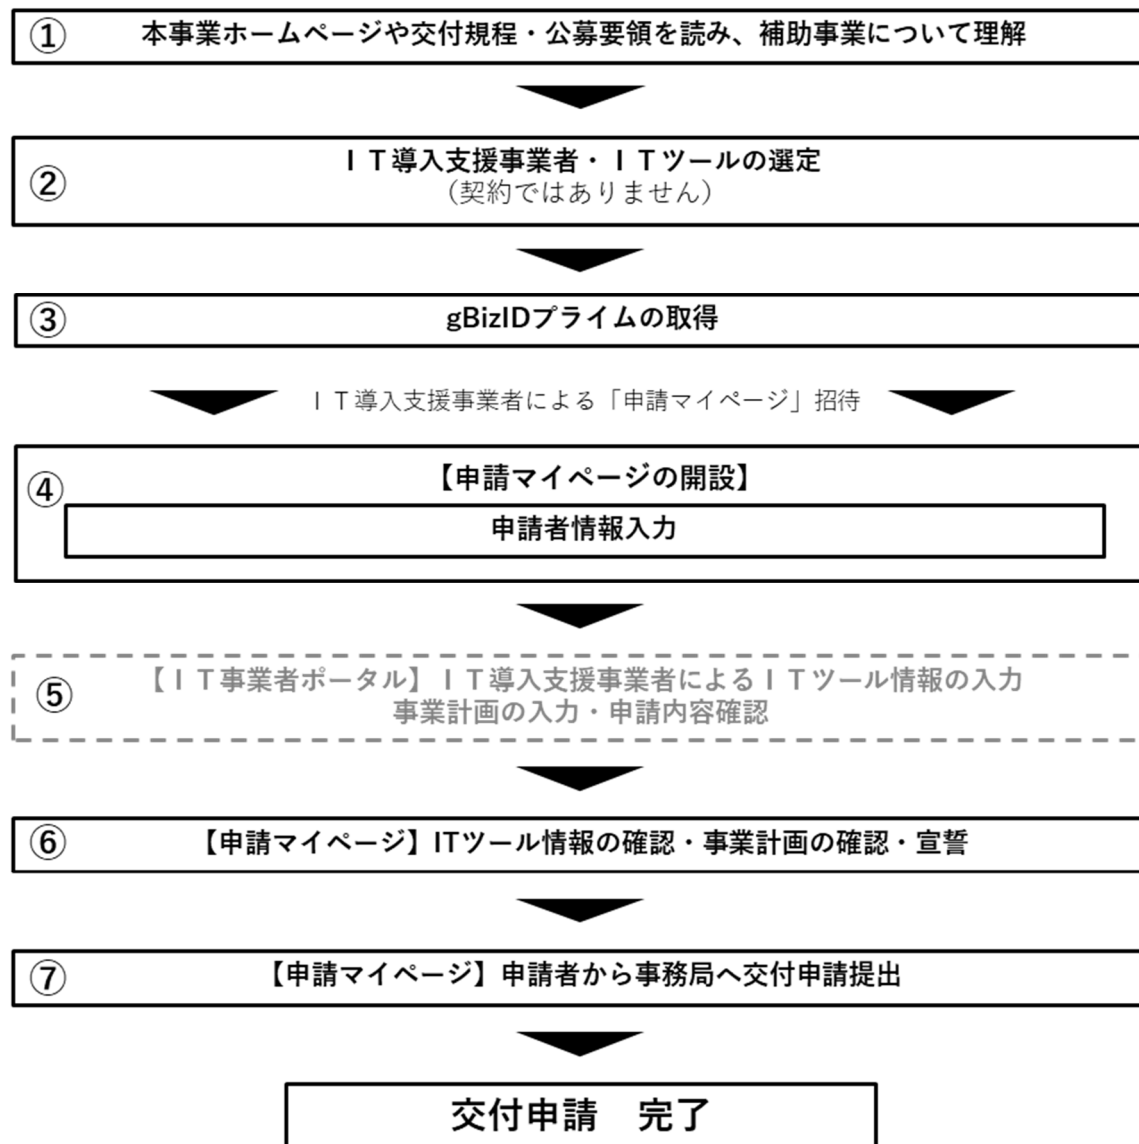 ① 本事業ホームページや交付規程・公募要領を読み、補助事業について理解
② ＩＴ導入支援事業者・ＩＴツールの選定
（契約ではありません）
③ gBizIDプライムの取得
ＩＴ導入支援事業者による「申請マイページ」招待
④ 【申請マイページの開設】
申請者情報入力
⑤ 【ＩＴ事業者ポータル】ＩＴ導入支援事業者によるＩＴツール情報の入力
事業計画の入力・申請内容確認
⑥ 【申請マイページ】ITツール情報の確認・事業計画の確認・宣誓
⑦ 【申請マイページ】申請者から事務局へ交付申請提出
交付申請　完了